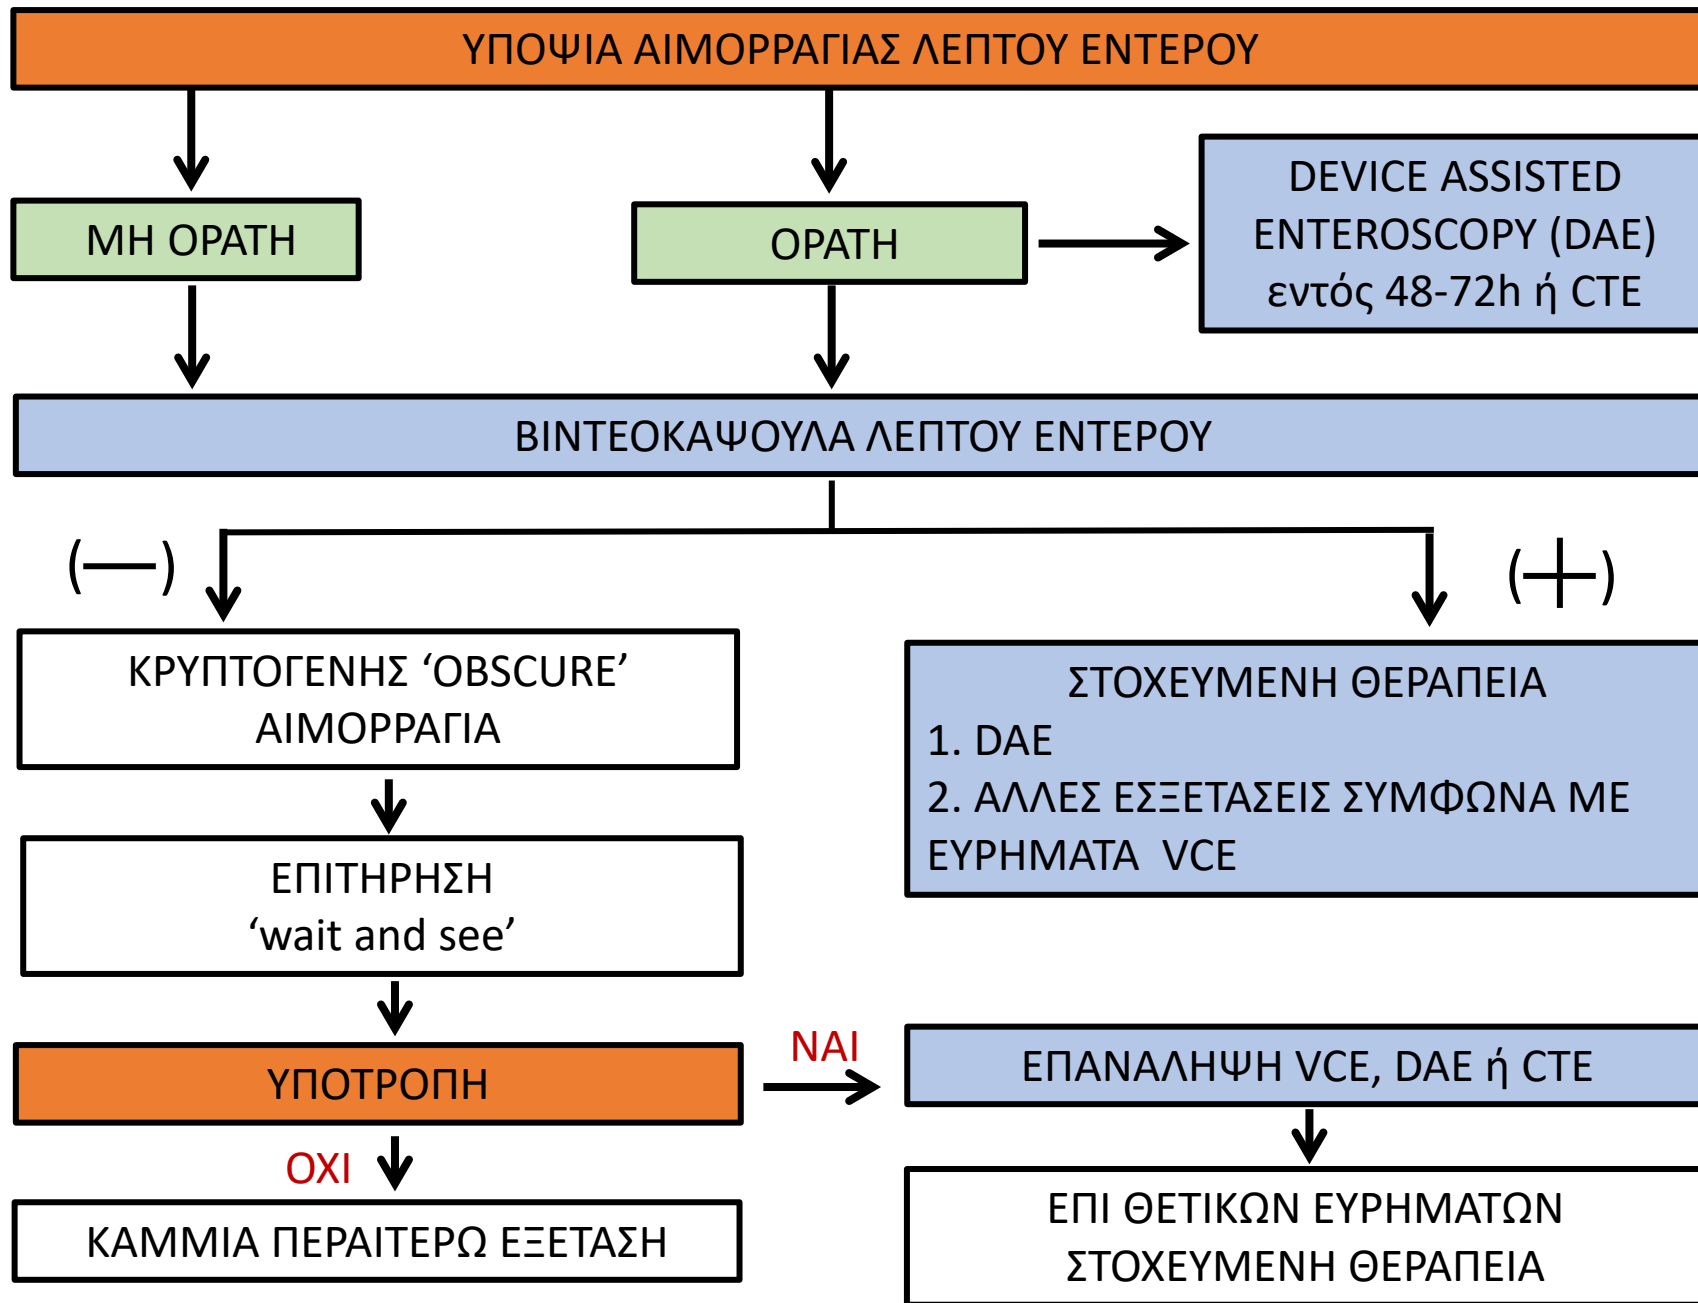 ΥΠΟΨΙΑ ΑΙΜΟΡΡΑΓΙΑΣ ΛΕΠΤΟΥ ΕΝΤΕΡΟΥ
ΜΗ ΟΡΑΤΗ
ΟΡΑΤΗ
DEVICE ASSISTED
ENTEROSCOPY (DAE)
εντός 48-72h ή CTE
ΒΙΝΤΕΟΚΑΨΟΥΛΑ ΛΕΠΤΟΥ ΕΝΤΕΡΟΥ
(—)
(+)
ΚΡΥΠΤΟΓΕΝΗΣ ‘OBSCURE’
ΑΙΜΟΡΡΑΓΙΑ
ΣΤΟΧΕΥΜΕΝΗ ΘΕΡΑΠΕΙΑ
1. DAE
2. ΑΛΛΕΣ ΕΣΞΕΤΑΣΕΙΣ ΣΥΜΦΩΝΑ ΜΕ
ΕΥΡΗΜΑΤΑ VCE
ΕΠΙΤΗΡΗΣΗ
‘wait and see’
ΥΠΟΤΡΟΠΗ
ΝΑΙ
ΕΠΑΝΑΛΗΨΗ VCE, DAE ή CTE
ΟΧΙ
ΚΑΜΜΙΑ ΠΕΡΑΙΤΕΡΩ ΕΞΕΤΑΣΗ
ΕΠΙ ΘΕΤΙΚΩΝ ΕΥΡΗΜΑΤΩΝ
ΣΤΟΧΕΥΜΕΝΗ ΘΕΡΑΠΕΙΑ